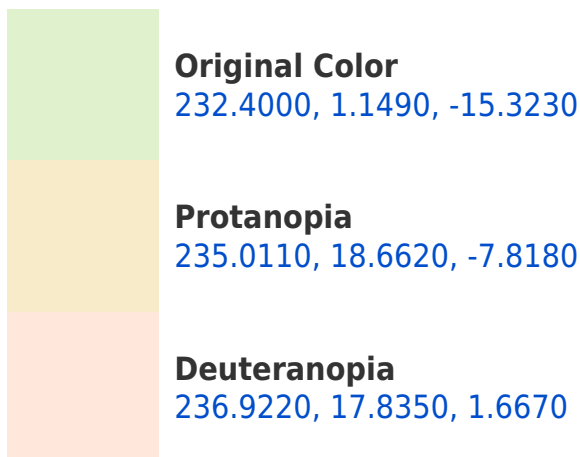 Original Color
232.4000, 1.1490, -15.3230
Protanopia
235.0110, 18.6620, -7.8180
Deuteranopia
236.9220, 17.8350, 1.6670